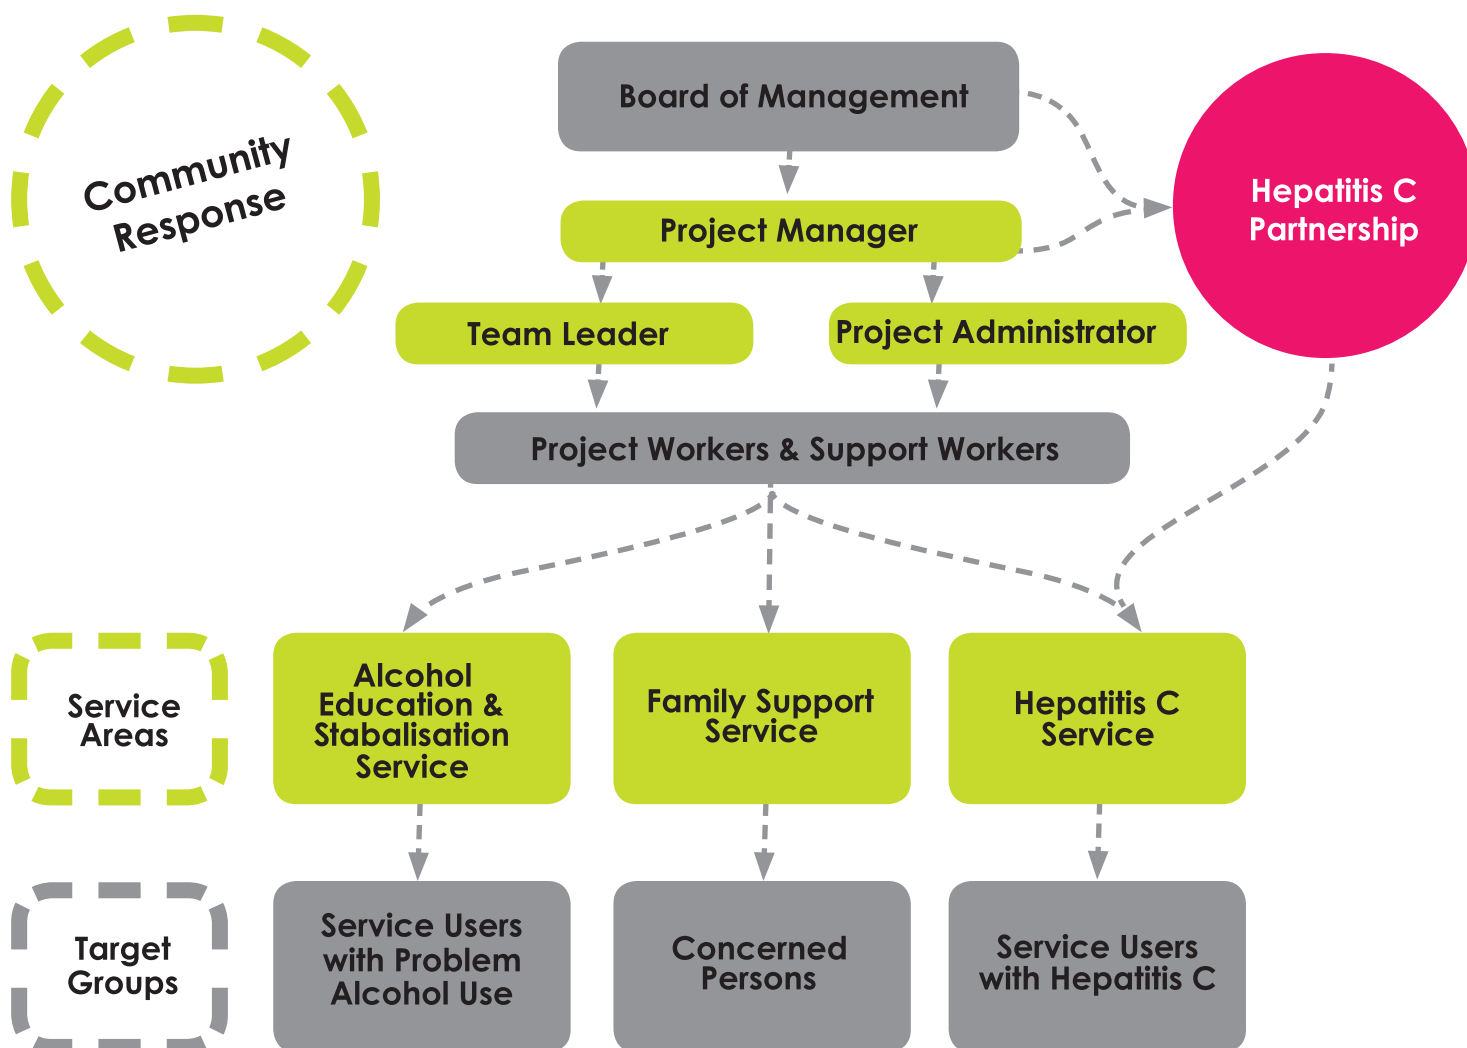 Community
Response
Board of Management
Hepatitis C
Partnership
Project Manager
Team Leader
Project Administrator
Project Workers & Support Workers
Service
Areas
Alcohol
Education &
Stabalisation
Service
Family Support
Service
Hepatitis C
Service
Target
Groups
Service Users
with Problem
Alcohol Use
Concerned
Persons
Service Users
with Hepatitis C